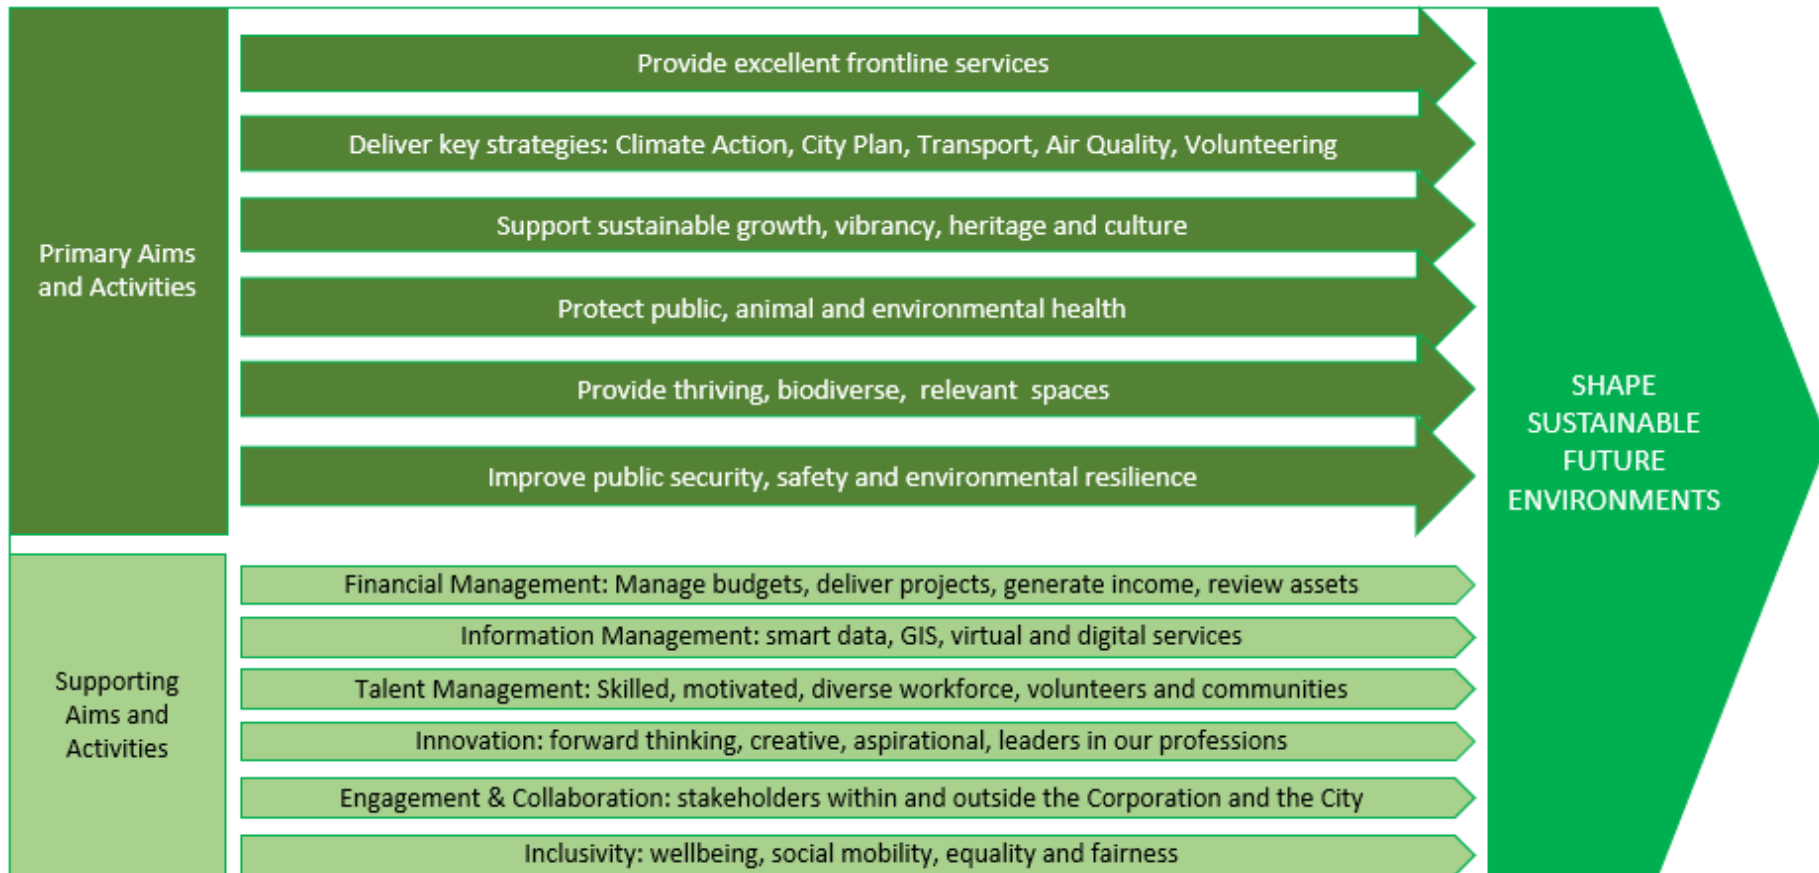 Primary Aims
and Activities
Provide excellent frontline services
Deliver key strategies: Climate Action, City Plan, Transport, Air Quality, Volunteering
Support sustainable growth, vibrancy, heritage and culture
Protect public, animal and environmental health
Provide thriving, biodiverse, relevant spaces
Improve public security, safety and environmental resilience
Supporting
Aims and
Activities
Financial Management: Manage budgets, deliver projects, generate income, review assets
Information Management: smart data, GIS, virtual and digital services
Talent Management: Skilled, motivated, diverse workforce, volunteers and communities
Innovation: forward thinking, creative, aspirational, leaders in our professions
Engagement & Collaboration: stakeholders within and outside the Corporation and the City
Inclusivity: wellbeing, social mobility, equality and fairness
SHAPE
SUSTAINABLE
FUTURE
ENVIRONMENTS